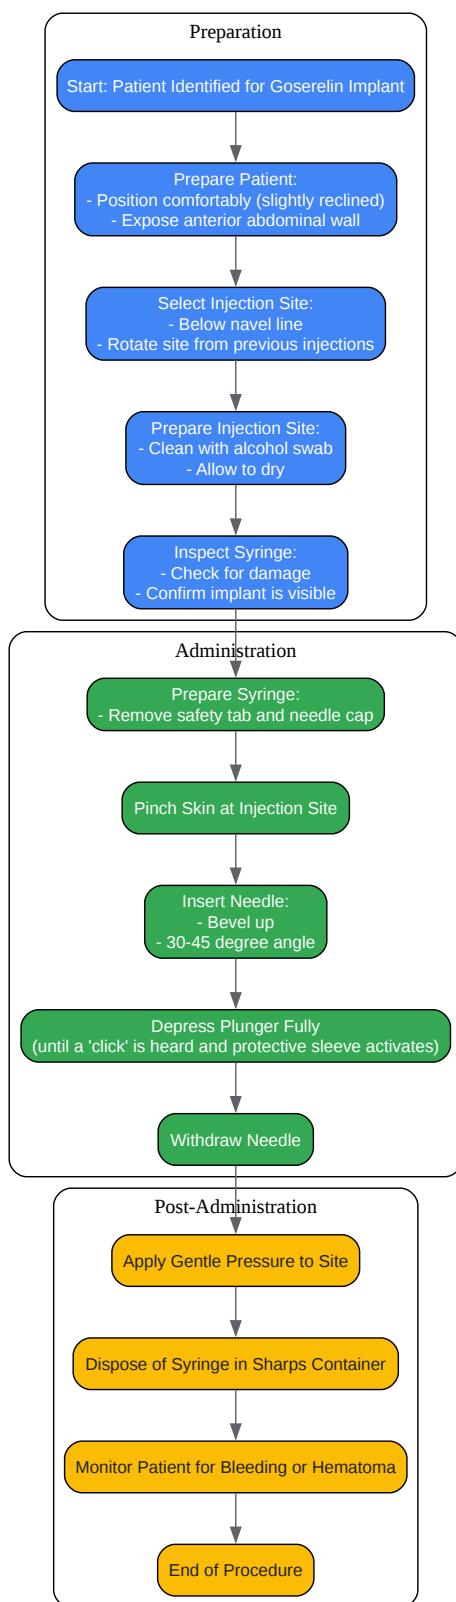 Preparation
Start: Patient Identified for Goserelin Implant
Prepare Patient:
- Position comfortably (slightly reclined)
- Expose anterior abdominal wall
Select Injection Site:
- Below navel line
- Rotate site from previous injections
Prepare Injection Site:
- Clean with alcohol swab
- Allow to dry
Inspect Syringe:
- Check for damage
- Confirm implant is visible
Administration
Prepare Syringe:
- Remove safety tab and needle cap
Pinch Skin at Injection Site
Insert Needle:
- Bevel up
- 30-45 degree angle
Depress Plunger Fully
(until a 'click' is heard and protective sleeve activates)
Withdraw Needle
Post-Administration
Apply Gentle Pressure to Site
Dispose of Syringe in Sharps Container
Monitor Patient for Bleeding or Hematoma
End of Procedure